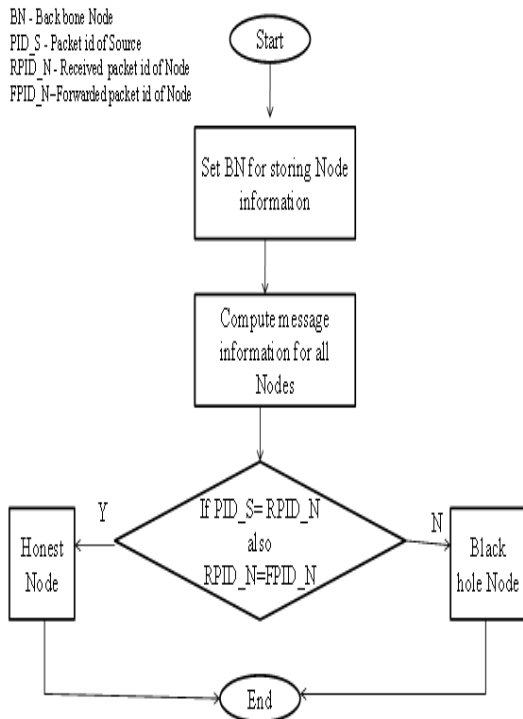 BN - Back bone Node
PID_S - Packet id of Source
RPID_N - Received packet id of Node
FPID_N-Forwarded packet id of Node
Start
Set BN for storing Node
information
Compute message
information for all
Nodes
If PID_S= RPID_N
also
RPID_N=FPID_N
Y
N
Honest
Node
Black
hole Node
End